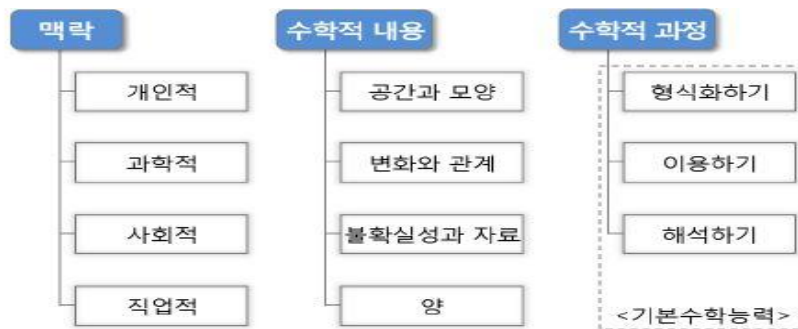 맥락
개인적
과학적
사회적
직업적
수학적 내용
공간과 모양
변화와 관계
불확실성과 자료
양
수학적 과정
형식화하기
이용하기
해석하기
<기본수학능력>